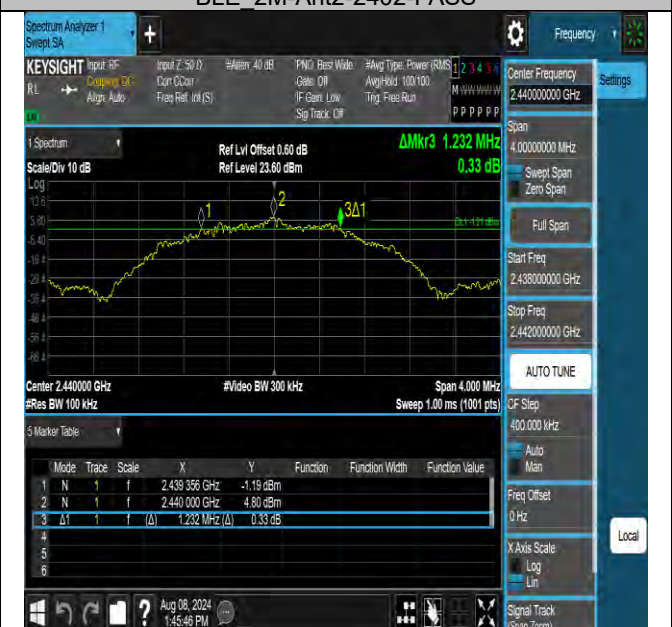 BLE_2M-Ant2-2402-PASS
Spectrum Analyzer 1
Swept SA
+
Frequency
KEYSIGHT Input: RF Input Z: 50 Ω #Atten: 40 dB PNO: Best Wide #Avg Type: Power (RMS 1 2 3 4 5 6
RL Coupling: DC Corr CCorr Gate: Off Avg|Hold: 100/100 M W W W W W
Align: Auto Freq Ref: Int (S) IF Gain: Low Trig: Free Run
Sig Track: Off P P P P P P
Center Frequency
2.440000000 GHz
Settings
Span
4.00000000 MHz
Swept Span
Zero Span
Full Span
Start Freq
2.438000000 GHz
Stop Freq
2.442000000 GHz
AUTO TUNE
CF Step
400.000 kHz
Auto
Man
Freq Offset
0 Hz
X Axis Scale
Log
Lin
Local
Signal Track
(Span Zoom)
1 Spectrum
Ref Lvl Offset 0.60 dB
ΔMkr3 1.232 MHz
Scale/Div 10 dB
Ref Level 23.60 dBm
0.33 dB
Log
1
2
3Δ1
DL1 -1.21 dBm
Center 2.440000 GHz #Video BW 300 kHz Span 4.000 MHz
#Res BW 100 kHz Sweep 1.00 ms (1001 pts)
5 Marker Table
Mode Trace Scale X Y Function Function Width Function Value
1 N 1 f 2.439 356 GHz -1.19 dBm
2 N 1 f 2.440 000 GHz 4.80 dBm
3 Δ1 1 f (Δ) 1.232 MHz (Δ) 0.33 dB
4
5
6
?
Aug 08, 2024
1:45:46 PM